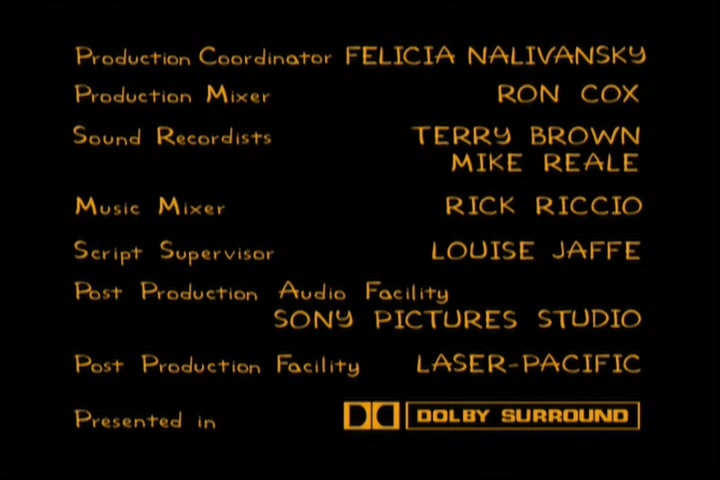 Production Coordinator FELICIA NALIVANSKY
Production Mixer RON COX
Sound Recordists TERRY BROWN
MIKE REALE
Music Mixer RICK RICCIO
Script Supervisor LOUISE JAFFE
Post Production Audio Facility
SONY PICTURES STUDIO
Post Production Facility LASER-PACIFIC
Presented in DOLBY SURROUND